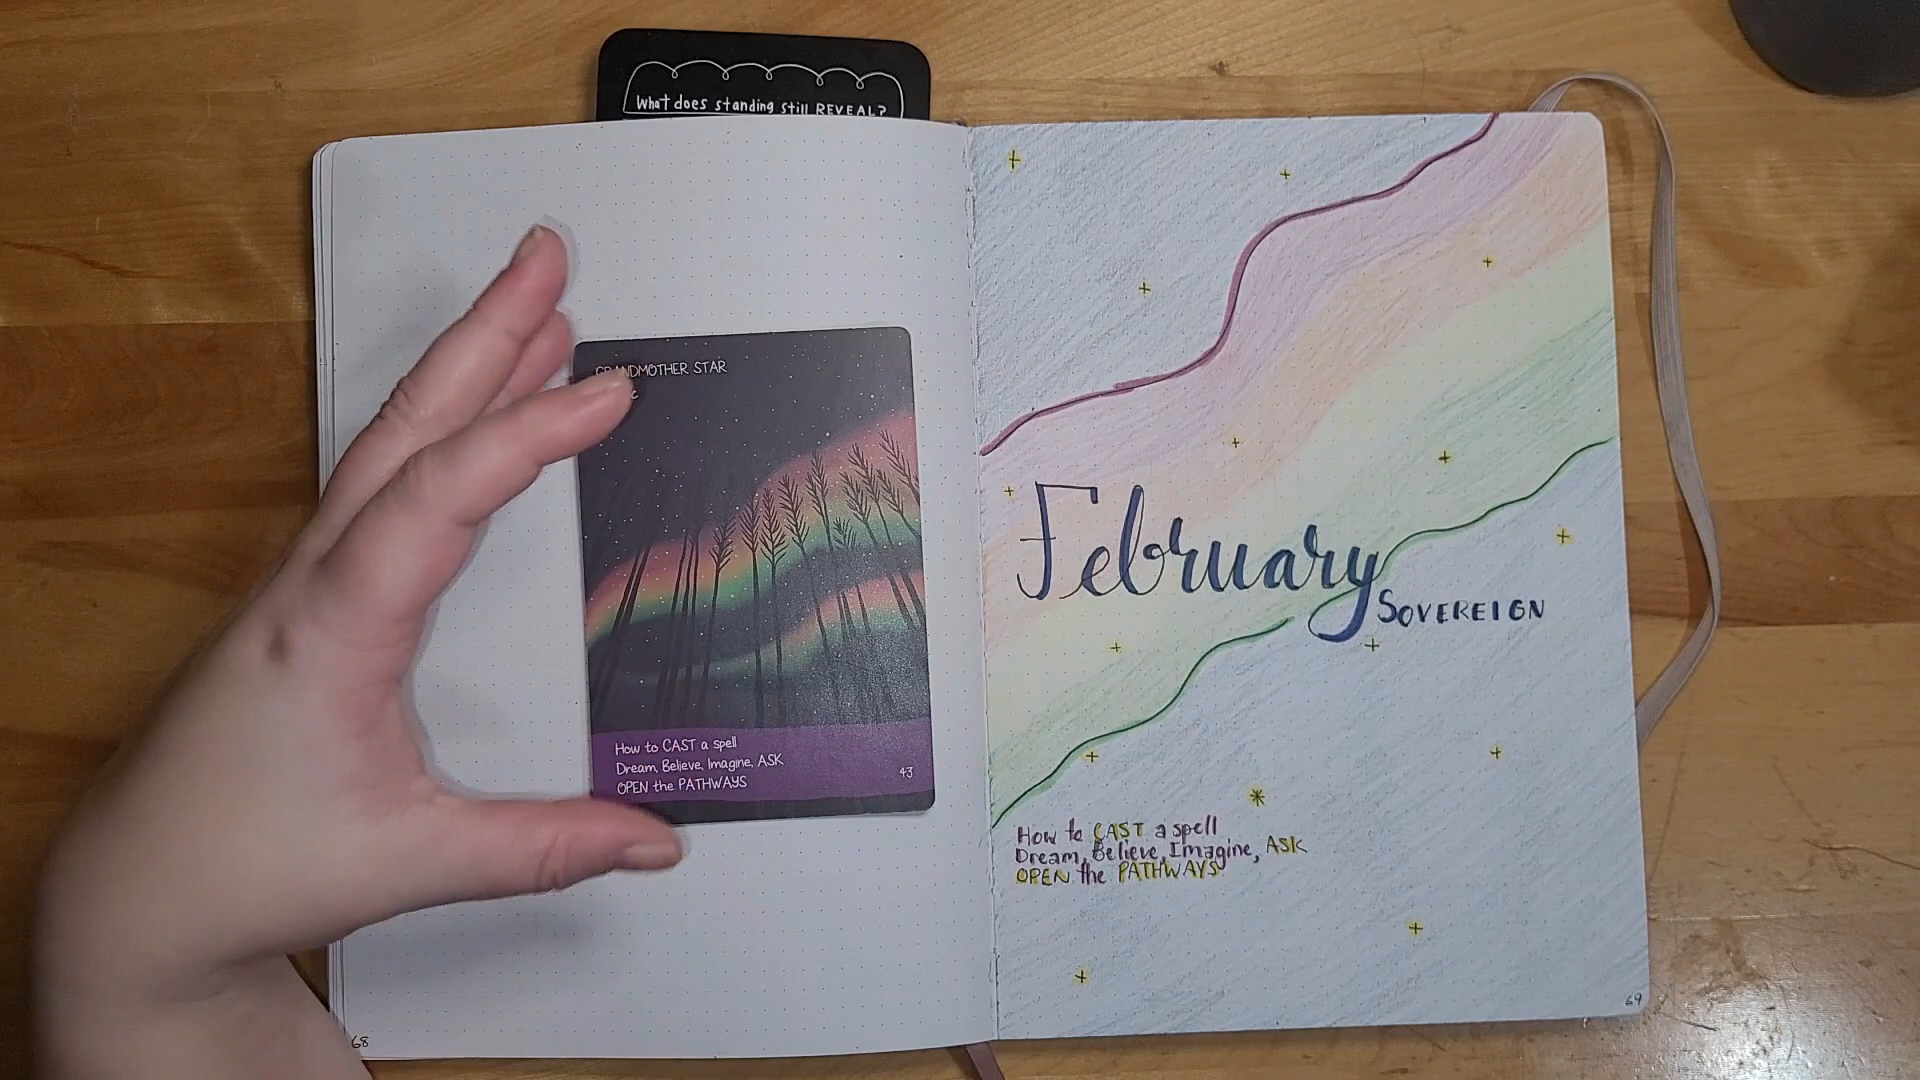 What does standing still REVEAL?
GRANDMOTHER STAR
How to CAST a spell
Dream, Believe, Imagine, ASK
OPEN the PATHWAYS
43
68
February
SOVEREIGN
How to CAST a spell
Dream, Believe, Imagine, ASK
OPEN the PATHWAYS
69